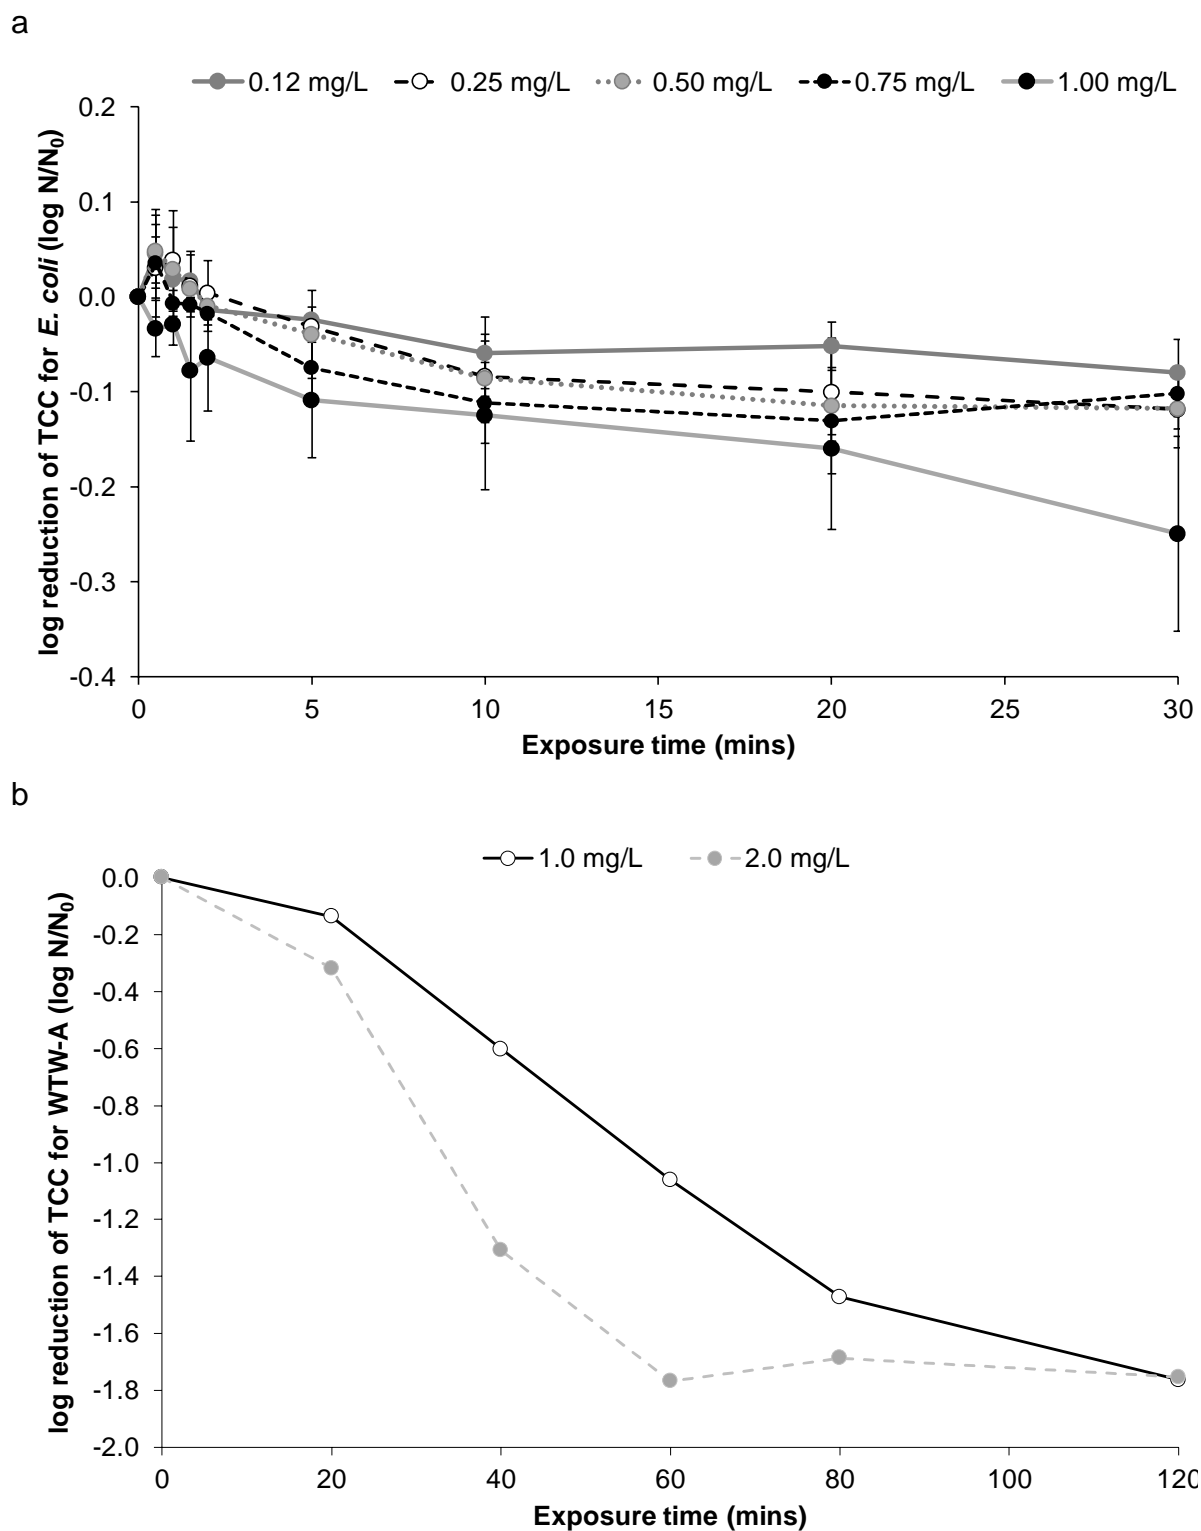 a
0.12 mg/L 0.25 mg/L 0.50 mg/L 0.75 mg/L 1.00 mg/L
log reduction of TCC for E. coli (log N/N₀)
0.2
0.1
0.0
-0.1
-0.2
-0.3
-0.4
0 5 10 15 20 25 30
Exposure time (mins)
b
1.0 mg/L 2.0 mg/L
log reduction of TCC for WTW-A (log N/N₀)
0.0
-0.2
-0.4
-0.6
-0.8
-1.0
-1.2
-1.4
-1.6
-1.8
-2.0
0 20 40 60 80 100 120
Exposure time (mins)